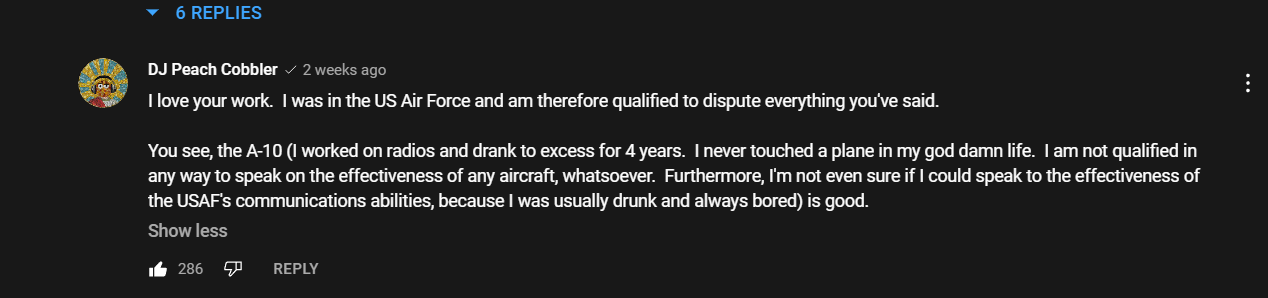 6 REPLIES
DJ Peach Cobbler 2 weeks ago
I love your work.  I was in the US Air Force and am therefore qualified to dispute everything you've said.
You see, the A-10 (I worked on radios and drank to excess for 4 years.  I never touched a plane in my god damn life.  I am not qualified in
any way to speak on the effectiveness of any aircraft, whatsoever.  Furthermore, I'm not even sure if I could speak to the effectiveness of
the USAF's communications abilities, because I was usually drunk and always bored) is good.
Show less
286 REPLY